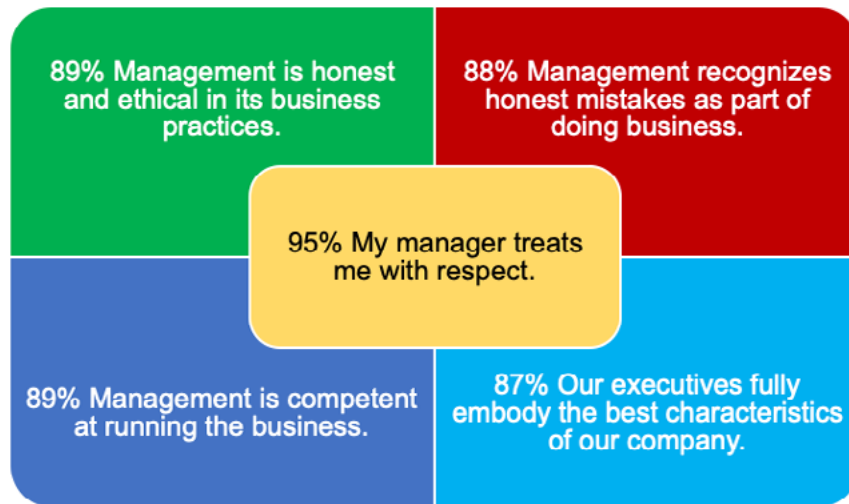 89% Management is honest
and ethical in its business
practices.
88% Management recognizes
honest mistakes as part of
doing business.
95% My manager treats
me with respect.
89% Management is competent
at running the business.
87% Our executives fully
embody the best characteristics
of our company.